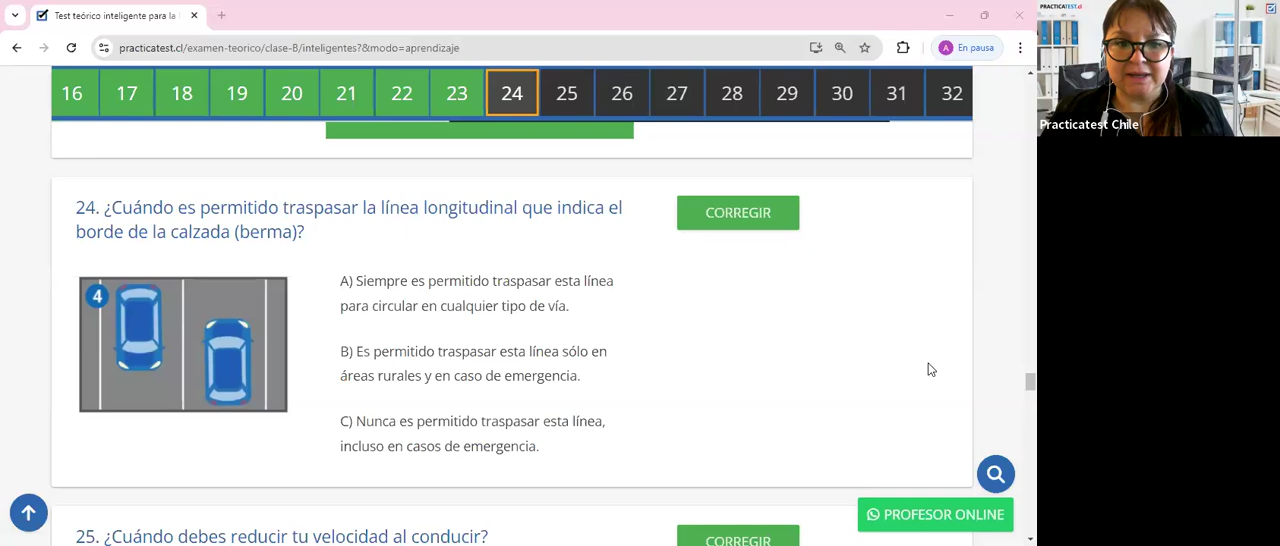 Test teórico inteligente para la
practicatest.cl/examen-teorico/clase-B/inteligentes?&modo=aprendizaje
A
En pausa
PRACTICATEST.cl
Practicatest Chile
16 17 18 19 20 21 22 23 24 25 26 27 28 29 30 31 32
24. ¿Cuándo es permitido traspasar la línea longitudinal que indica el
borde de la calzada (berma)?
CORREGIR
4
A) Siempre es permitido traspasar esta línea
para circular en cualquier tipo de vía.
B) Es permitido traspasar esta línea sólo en
áreas rurales y en caso de emergencia.
C) Nunca es permitido traspasar esta línea,
incluso en casos de emergencia.
PROFESOR ONLINE
25. ¿Cuándo debes reducir tu velocidad al conducir?
CORREGIR